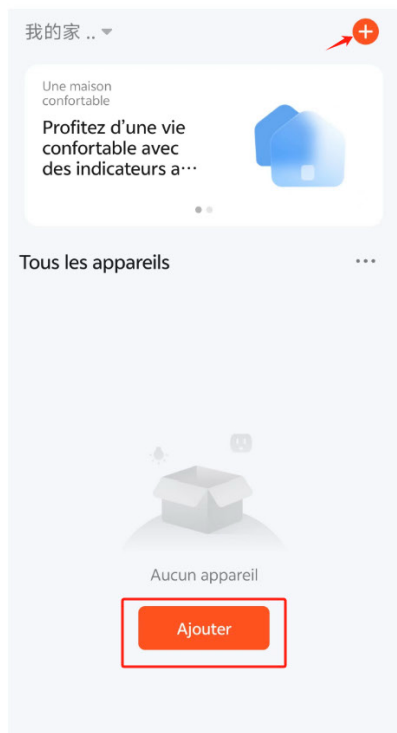 我的家 ..
Une maison
confortable
Profitez d'une vie
confortable avec
des indicateurs a…
Tous les appareils
Aucun appareil
Ajouter